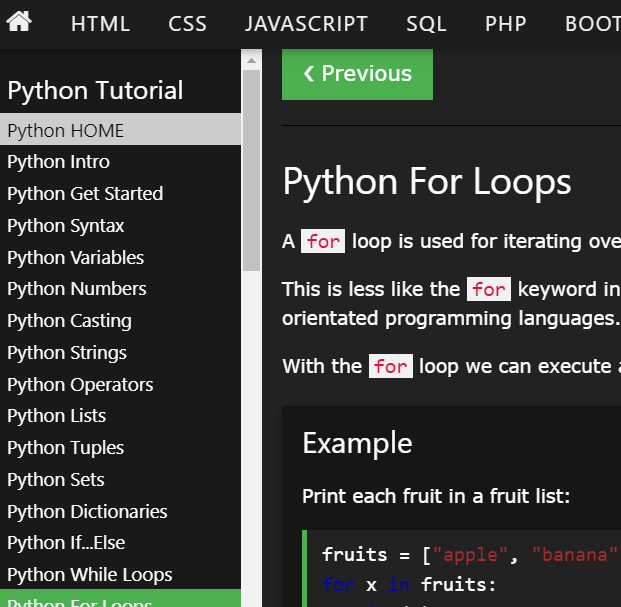 HTML CSS JAVASCRIPT SQL PHP
Python Tutorial
Python HOME
Python Intro
Python Get Started
Python Syntax
Python Variables
Python Numbers
Python Casting
Python Strings
Python Operators
Python Lists
Python Tuples
Python Sets
Python Dictionaries
Python If...Else
Python While Loops
Python For Loops
❮ Previous
Python For Loops
A for loop is used for iterating
This is less like the for keyword in
orientated programming languages.
With the for loop we can execute a
Example
Print each fruit in a fruit list:
fruits = ["apple", "banana"
for x in fruits: